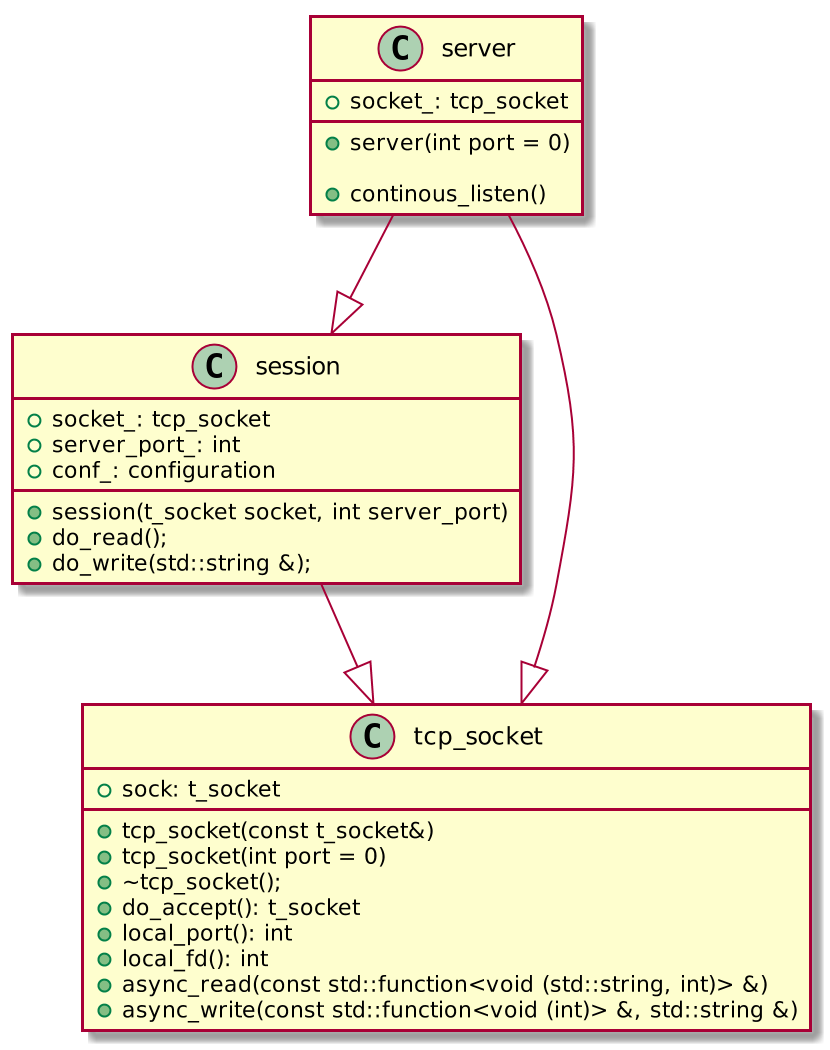 C server
socket_: tcp_socket
server(int port = 0)
continous_listen()
C session
socket_: tcp_socket
server_port_: int
conf_: configuration
session(t_socket socket, int server_port)
do_read();
do_write(std::string &);
C tcp_socket
sock: t_socket
tcp_socket(const t_socket&)
tcp_socket(int port = 0)
~tcp_socket();
do_accept(): t_socket
local_port(): int
local_fd(): int
async_read(const std::function<void (std::string, int)> &)
async_write(const std::function<void (int)> &, std::string &)